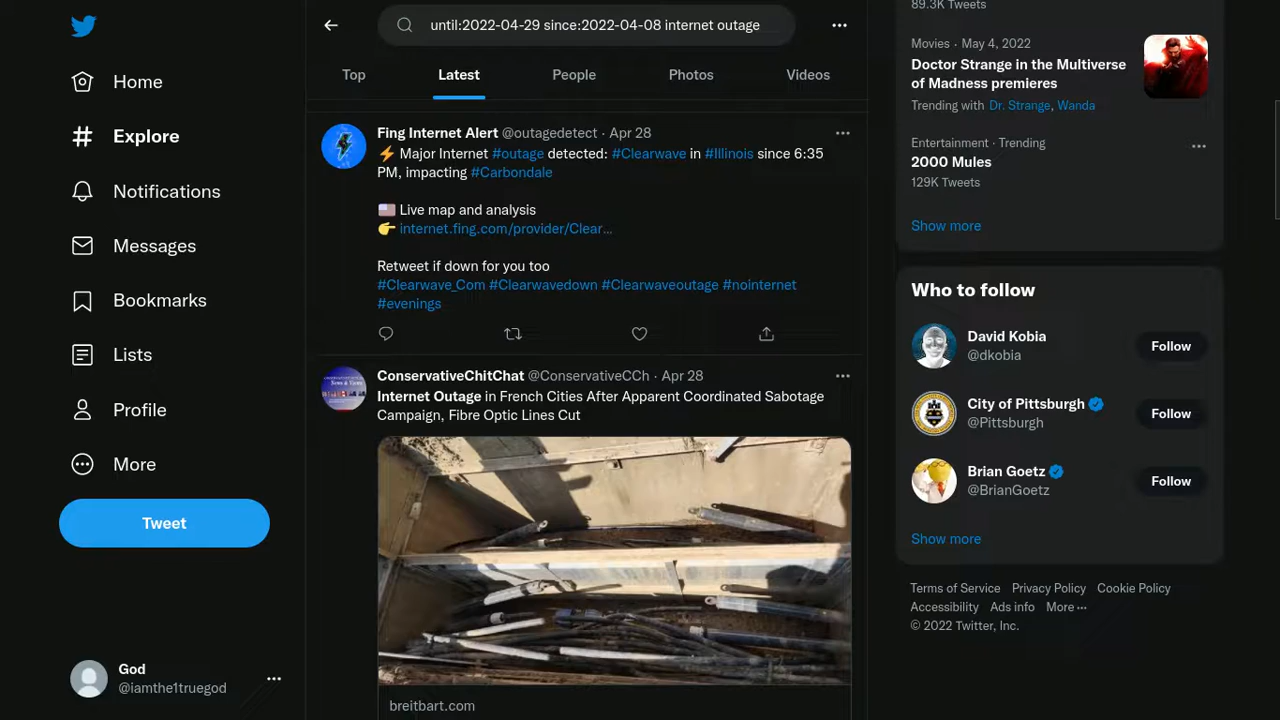 Home
Explore
Notifications
Messages
Bookmarks
Lists
Profile
More
Tweet
God
@iamthe1truegod
until:2022-04-29 since:2022-04-08 internet outage
Top Latest People Photos Videos
Fing Internet Alert @outagedetect · Apr 28
⚡ Major Internet #outage detected: #Clearwave in #Illinois since 6:35
PM, impacting #Carbondale
🇺🇸 Live map and analysis
👉 internet.fing.com/provider/Clear…
Retweet if down for you too
#Clearwave_Com #Clearwavedown #Clearwaveoutage #nointernet
#evenings
ConservativeChitChat @ConservativeCCh · Apr 28
Internet Outage in French Cities After Apparent Coordinated Sabotage
Campaign, Fibre Optic Lines Cut
breitbart.com
89.3K Tweets
Movies · May 4, 2022
Doctor Strange in the Multiverse
of Madness premieres
Trending with Dr. Strange, Wanda
Entertainment · Trending
2000 Mules
129K Tweets
Show more
Who to follow
David Kobia
@dkobia
Follow
City of Pittsburgh
@Pittsburgh
Follow
Brian Goetz
@BrianGoetz
Follow
Show more
Terms of Service Privacy Policy Cookie Policy
Accessibility Ads info More ···
© 2022 Twitter, Inc.